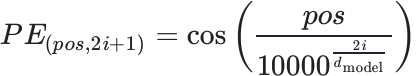 PE_{(pos,2i+1)} = \cos\left(\frac{pos}{10000^{\frac{2i}{d_{\text{model}}}}}\right)